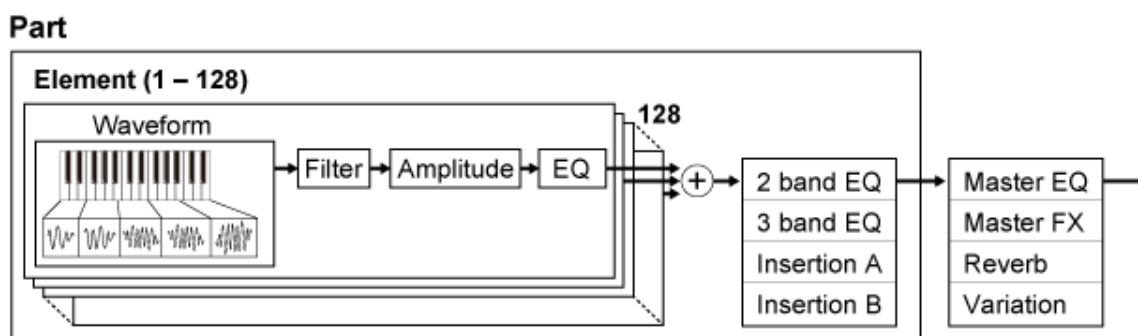 Part
Element (1 – 128)
128
Waveform
Filter
Amplitude
EQ
+
2 band EQ
3 band EQ
Insertion A
Insertion B
Master EQ
Master FX
Reverb
Variation